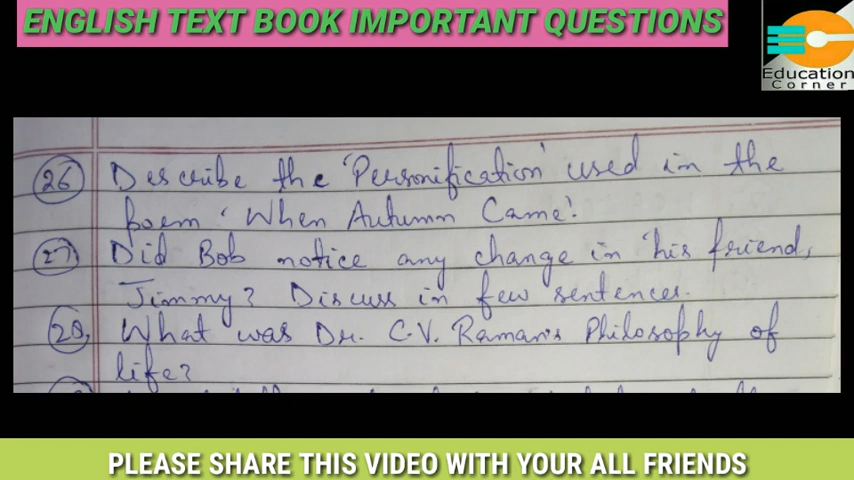 ENGLISH TEXT BOOK IMPORTANT QUESTIONS
Education
Corner
26 Describe the 'Personification' used in the
Poem 'When Autumn Came'.
27 Did Bob notice any change in his friend,
Jimmy? Discuss in few sentences.
28, What was Dr. C.V. Raman's Philosophy of
life?
PLEASE SHARE THIS VIDEO WITH YOUR ALL FRIENDS